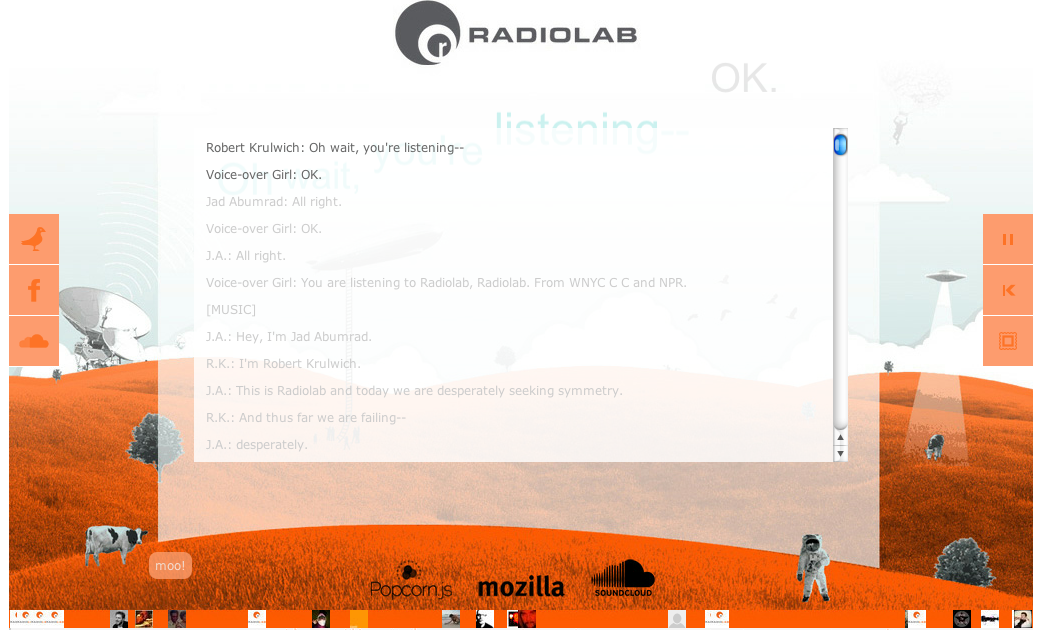 RADIOLAB
OK.
listening--
Oh wait, you're
Robert Krulwich: Oh wait, you're listening--
Voice-over Girl: OK.
Jad Abumrad: All right.
Voice-over Girl: OK.
J.A.: All right.
Voice-over Girl: You are listening to Radiolab, Radiolab. From WNYC C C and NPR.
[MUSIC]
J.A.: Hey, I'm Jad Abumrad.
R.K.: I'm Robert Krulwich.
J.A.: This is Radiolab and today we are desperately seeking symmetry.
R.K.: And thus far we are failing--
J.A.: desperately.
moo!
Popcorn.js
mozilla
SOUNDCLOUD